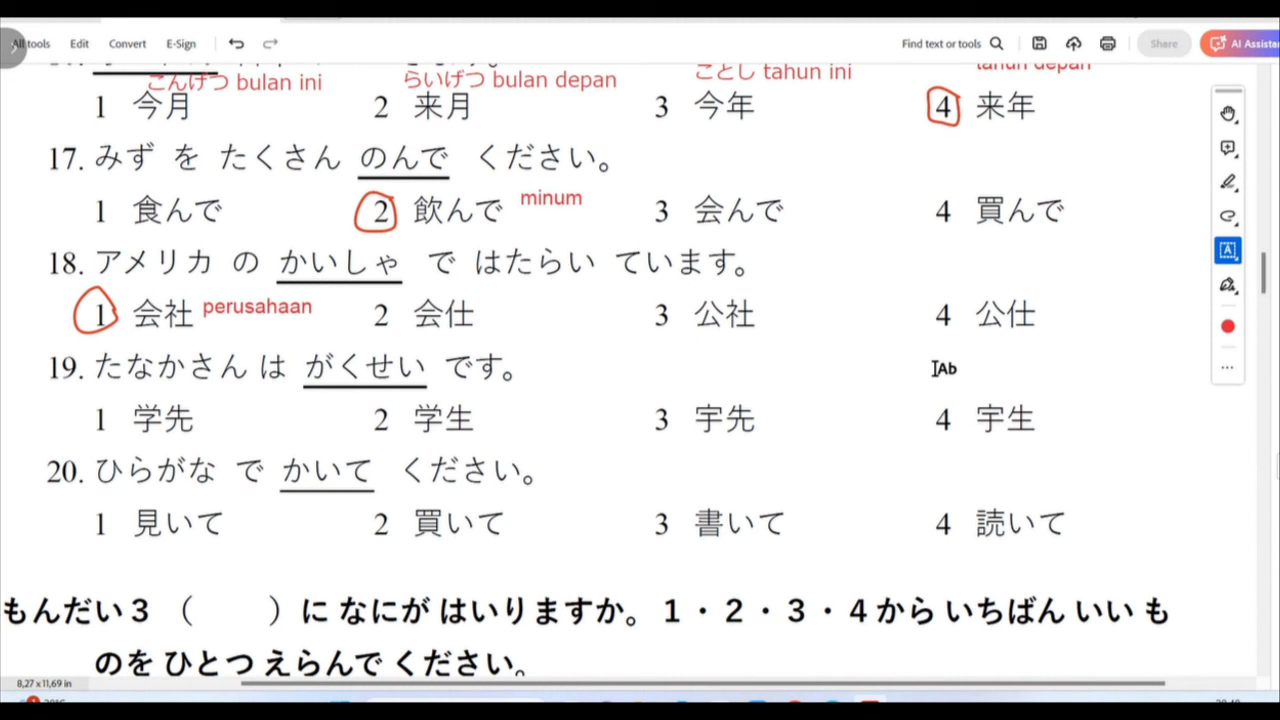 All tools Edit Convert E-Sign Find text or tools Share AI Assista
こんげつ bulan ini らいげつ bulan depan ことし tahun ini tahun depan
1 今月 2 来月 3 今年 4 来年
17. みず を たくさん のんで ください。
1 食んで 2 飲んで minum 3 会んで 4 買んで
18. アメリカ の かいしゃ で はたらい ています。
1 会社 perusahaan 2 会仕 3 公社 4 公仕
19. たなかさん は がくせい です。
Ab
1 学先 2 学生 3 宇先 4 宇生
20. ひらがな で かいて ください。
1 見いて 2 買いて 3 書いて 4 読いて
もんだい3 （ ）に なにが はいりますか。１・２・３・４から いちばん いい も
のを ひとつ えらんで ください。
8,27 x 11,69 in